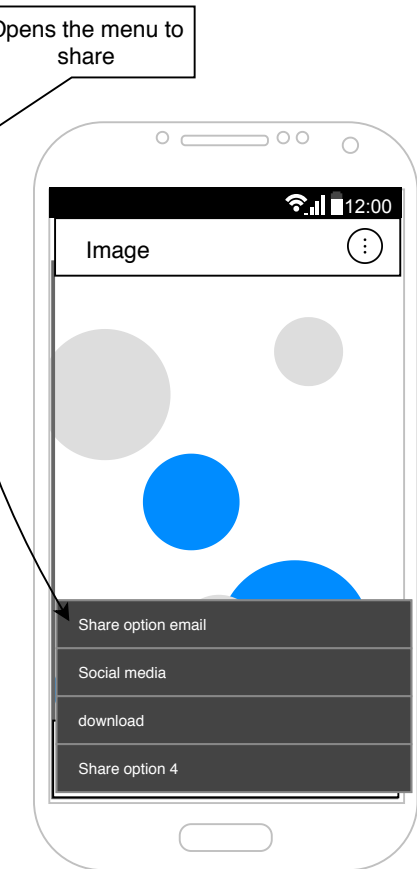 Opens the menu to
share
12:00
Image
Share option email
Social media
download
Share option 4